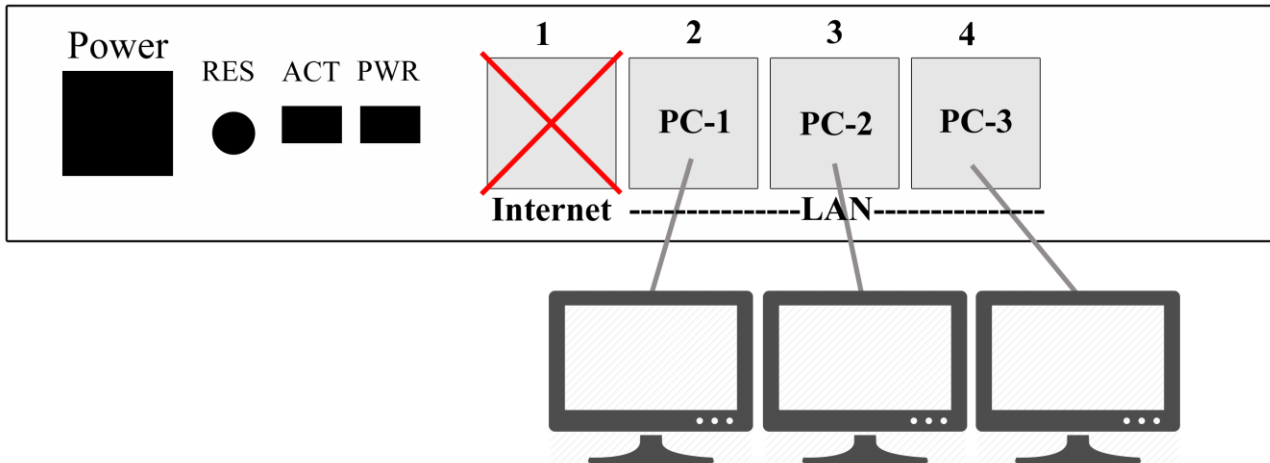 Power
RES ACT PWR
1 2 3 4
PC-1 PC-2 PC-3
Internet -------------LAN-------------